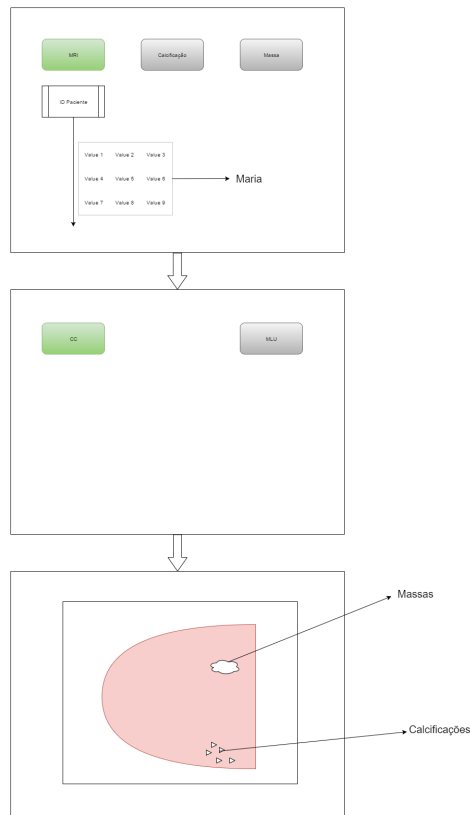 MRI
Calcificação
Massa
ID Paciente
Value 1 Value 2 Value 3
Value 4 Value 5 Value 6
Value 7 Value 8 Value 9
Maria
CC
MLU
Massas
Calcificações